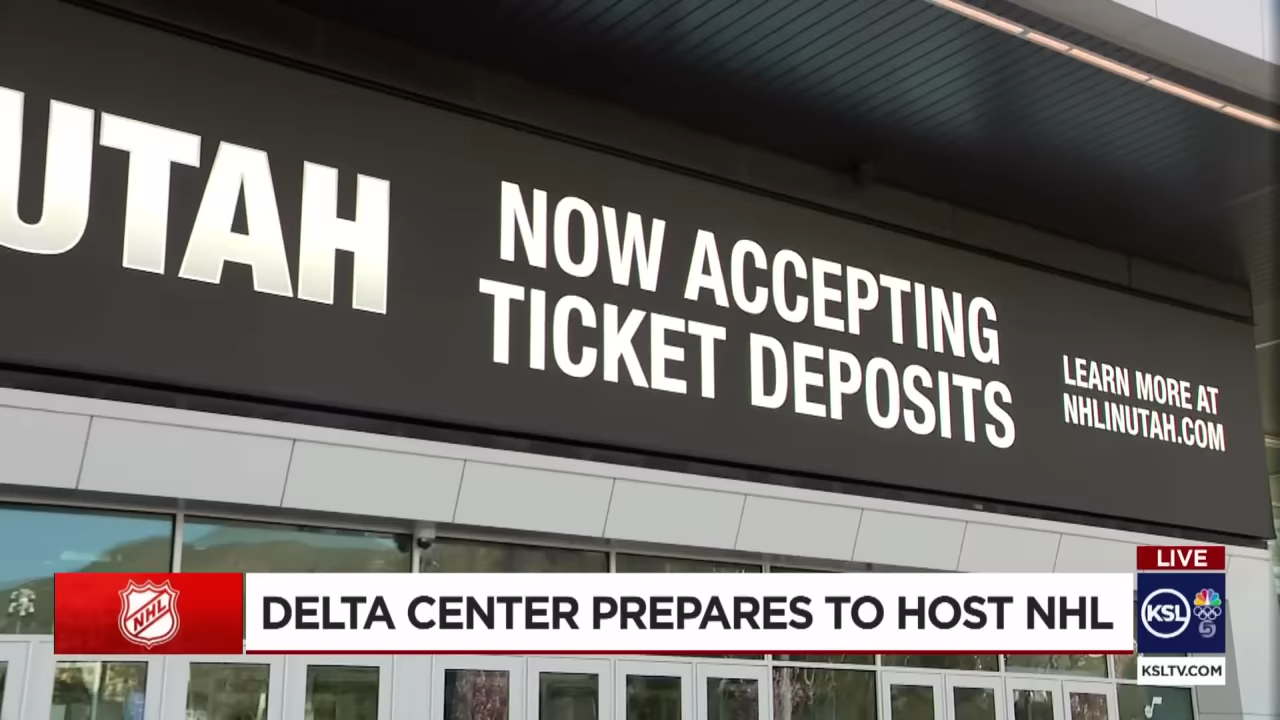 UTAH
NOW ACCEPTING
TICKET DEPOSITS
LEARN MORE AT
NHLINUTAH.COM
LIVE
NHL
DELTA CENTER PREPARES TO HOST NHL
KSL
5
KSLTV.COM